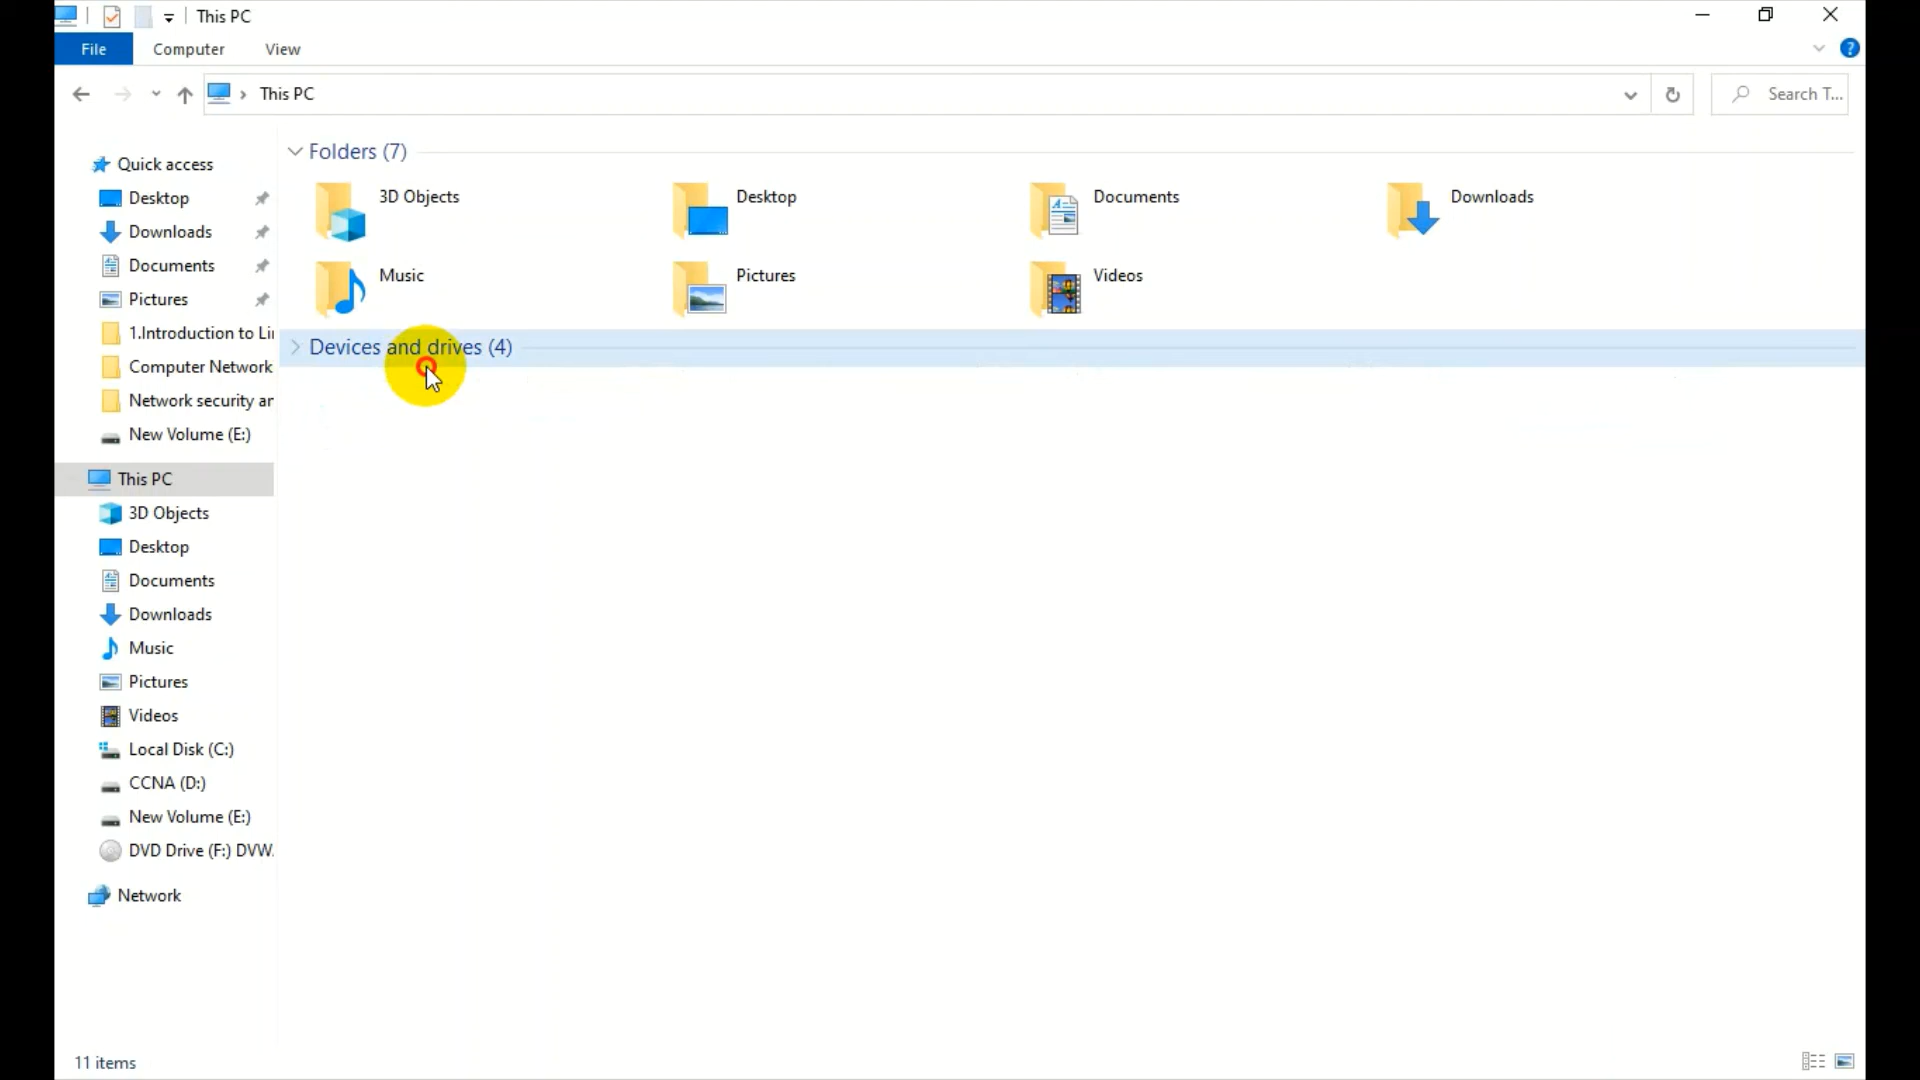 This PC
File
Computer
View
This PC
Search T...
Quick access
Desktop
Downloads
Documents
Pictures
1.Introduction to Li
Computer Network
Network security ar
New Volume (E:)
This PC
3D Objects
Desktop
Documents
Downloads
Music
Pictures
Videos
Local Disk (C:)
CCNA (D:)
New Volume (E:)
DVD Drive (F:) DVW.
Network
Folders (7)
3D Objects
Desktop
Documents
Downloads
Music
Pictures
Videos
Devices and drives (4)
11 items